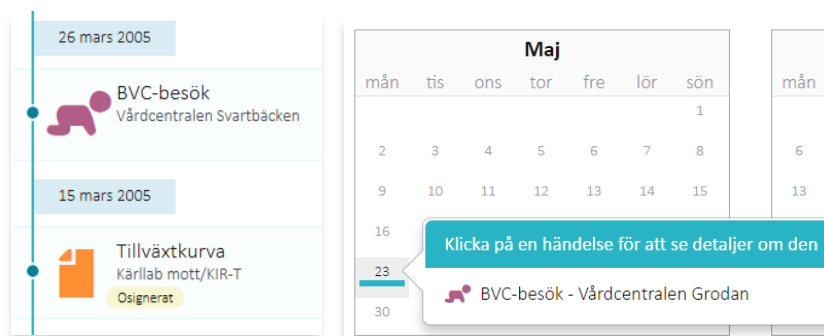 26 mars 2005
BVC-besök
Vårdcentralen Svartbäcken
15 mars 2005
Tillväxtkurva
Kärllab mott/KIR-T
Osignerat
Maj
mån tis ons tor fre lör sön
1
2 3 4 5 6 7 8
9 10 11 12 13 14 15
16
23
30
Klicka på en händelse för att se detaljer om den
BVC-besök - Vårdcentralen Grodan
mån
6
13